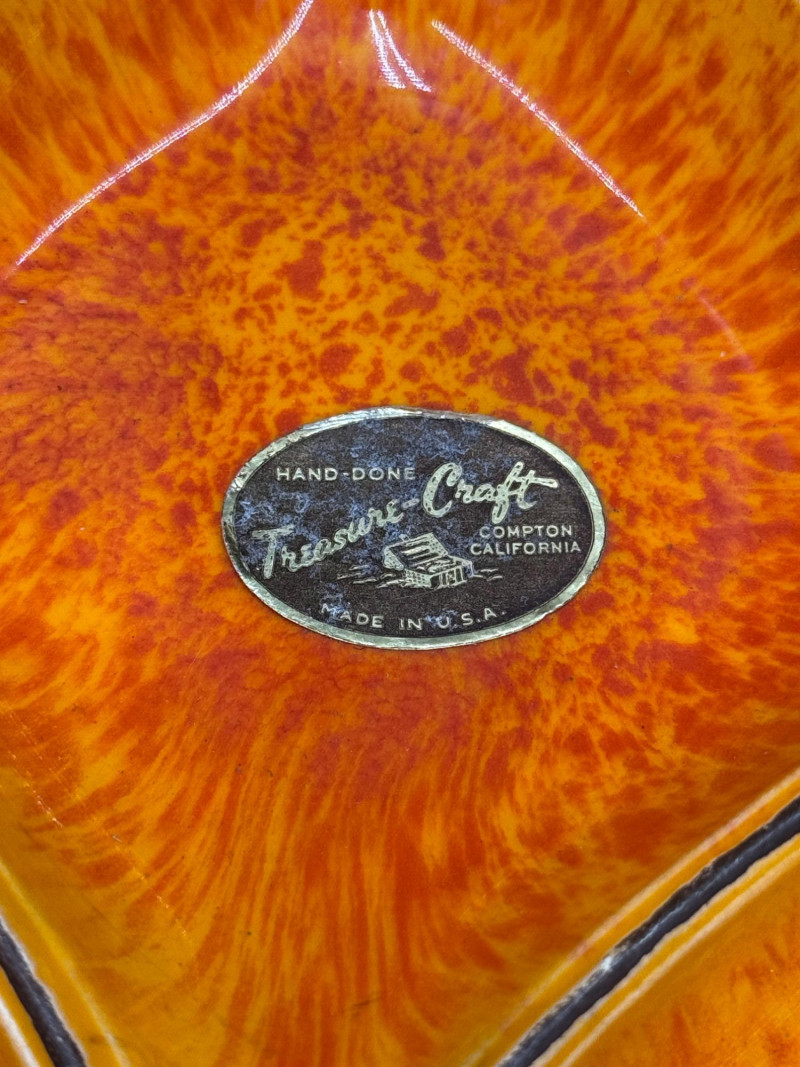 HAND-DONE
Treasure-Craft
COMPTON
CALIFORNIA
MADE IN U.S.A.